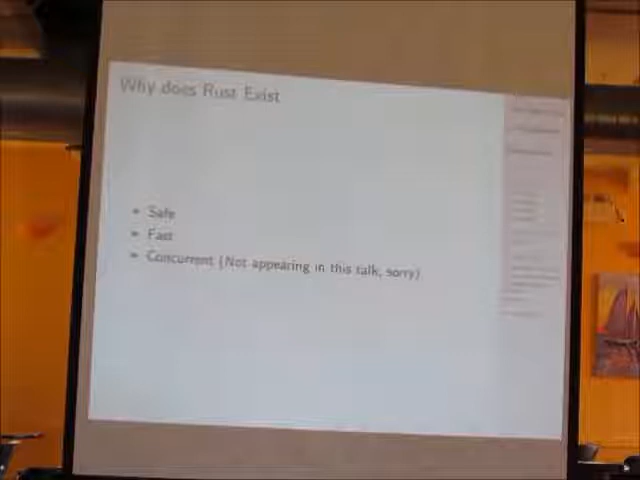 Why does Rust Exist
Safe
Fast
Concurrent (Not appearing in this talk, sorry)